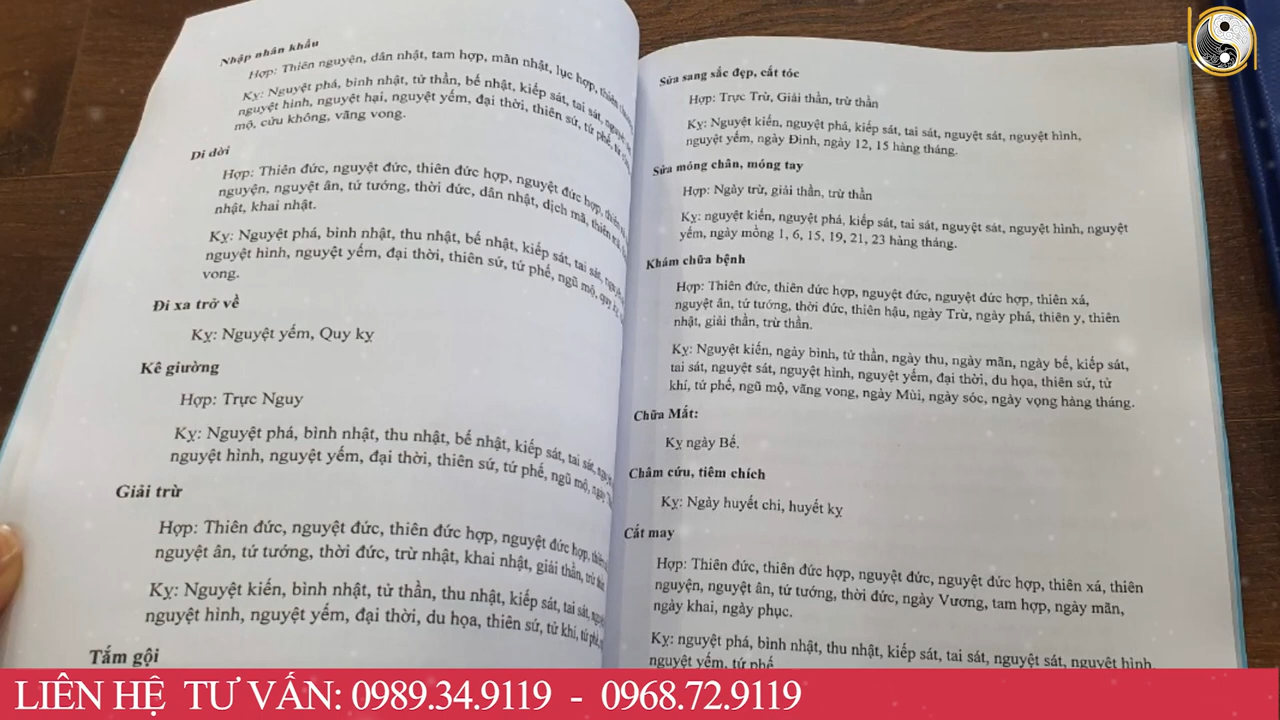 Nhập nhân khẩu
Hợp: Thiên nguyện, dân nhật, tam hợp, mãn nhật, lục hợp, thiên
Kỵ: Nguyệt phá, bình nhật, tử thần, bế nhật, kiếp sát, tai sát,
nguyệt hình, nguyệt hại, nguyệt yếm, đại thời, thiên sứ, tứ phế, tứ
mộ, cửu không, vãng vong.
Di dời
Hợp: Thiên đức, nguyệt đức, thiên đức hợp, nguyệt đức hợp,
nguyện, nguyệt ân, tứ tướng, thời đức, dân nhật, dịch mã, thiên
nhật, khai nhật.
Kỵ: Nguyệt phá, bình nhật, thu nhật, bế nhật, kiếp sát, tai sát,
nguyệt hình, nguyệt yếm, đại thời, thiên sứ, tứ phế, ngũ mộ, quy
vong.
Đi xa trở về
Kỵ: Nguyệt yếm, Quy kỵ
Kê giường
Hợp: Trực Nguy
Kỵ: Nguyệt phá, bình nhật, thu nhật, bế nhật, kiếp sát, tai sát,
nguyệt hình, nguyệt yếm, đại thời, thiên sứ, tứ phế, ngũ mộ, ngày
Giải trừ
Hợp: Thiên đức, nguyệt đức, thiên đức hợp, nguyệt đức hợp,
nguyệt ân, tứ tướng, thời đức, trừ nhật, khai nhật, giải thần, trừ
Kỵ: Nguyệt kiến, bình nhật, tử thần, thu nhật, kiếp sát, tai sát,
nguyệt hình, nguyệt yếm, đại thời, du họa, thiên sứ, tử khí, tứ phế,
Tắm gội
Sửa sang sắc đẹp, cắt tóc
Hợp: Trực Trừ, Giải thần, trừ thần
Kỵ: Nguyệt kiến, nguyệt phá, kiếp sát, tai sát, nguyệt sát, nguyệt hình,
nguyệt yếm, ngày Đinh, ngày 12, 15 hàng tháng.
Sửa móng chân, móng tay
Hợp: Ngày trừ, giải thần, trừ thần
Kỵ: nguyệt kiến, nguyệt phá, kiếp sát, tai sát, nguyệt sát, nguyệt hình, nguyệt
yếm, ngày mồng 1, 6, 15, 19, 21, 23 hàng tháng.
Khám chữa bệnh
Hợp: Thiên đức, thiên đức hợp, nguyệt đức, nguyệt đức hợp, thiên xá,
nguyệt ân, tứ tướng, thời đức, thiên hậu, ngày Trừ, ngày phá, thiên y, thiên
nhật, giải thần, trừ thần.
Kỵ: Nguyệt kiến, ngày bình, tử thần, ngày thu, ngày mãn, ngày bế, kiếp sát,
tai sát, nguyệt sát, nguyệt hình, nguyệt yếm, đại thời, du họa, thiên sứ, tử
khí, tứ phế, ngũ mộ, vãng vong, ngày Mùi, ngày sóc, ngày vọng hàng tháng.
Chữa Mắt:
Kỵ ngày Bế.
Châm cứu, tiêm chích
Kỵ: Ngày huyết chi, huyết kỵ
Cắt may
Hợp: Thiên đức, thiên đức hợp, nguyệt đức, nguyệt đức hợp, thiên xá, thiên
nguyện, nguyệt ân, tứ tướng, thời đức, ngày Vương, tam hợp, ngày mãn,
ngày khai, ngày phục.
Kỵ: nguyệt phá, bình nhật, thu nhật, kiếp sát, tai sát, nguyệt sát, nguyệt hình,
nguyệt yếm, tứ phế
LIÊN HỆ TƯ VẤN: 0989.34.9119 - 0968.72.9119